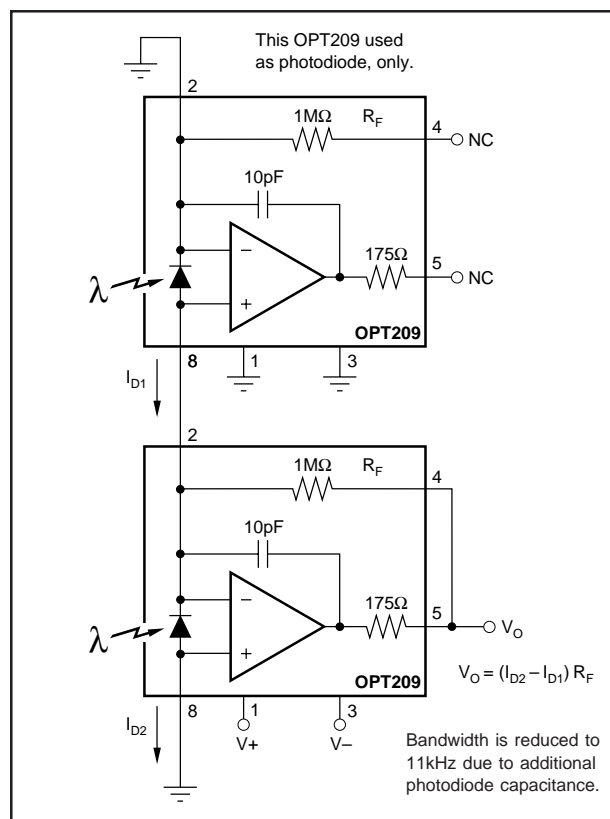 This OPT209 used
as photodiode, only.
2
1MΩ
R_F
4
NC
10pF
175Ω
5
NC
−
+
λ
OPT209
8
1
3
I_D1
2
1MΩ
R_F
4
10pF
175Ω
5
V_O
−
+
λ
V_O = (I_D2 – I_D1) R_F
OPT209
8
1
3
I_D2
V+
V–
Bandwidth is reduced to
11kHz due to additional
photodiode capacitance.